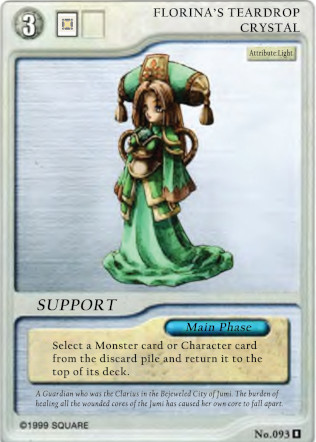 FLORINA'S TEARDROP
CRYSTAL
3
Attribute:Light
SUPPORT
Main Phase
Select a Monster card or Character card
from the discard pile and return it to the
top of its deck.
A Guardian who was the Clarius in the Bejeweled City of Jumi. The burden of
healing all the wounded cores of the Jumi has caused her own core to fall apart.
©1999 SQUARE
No.093